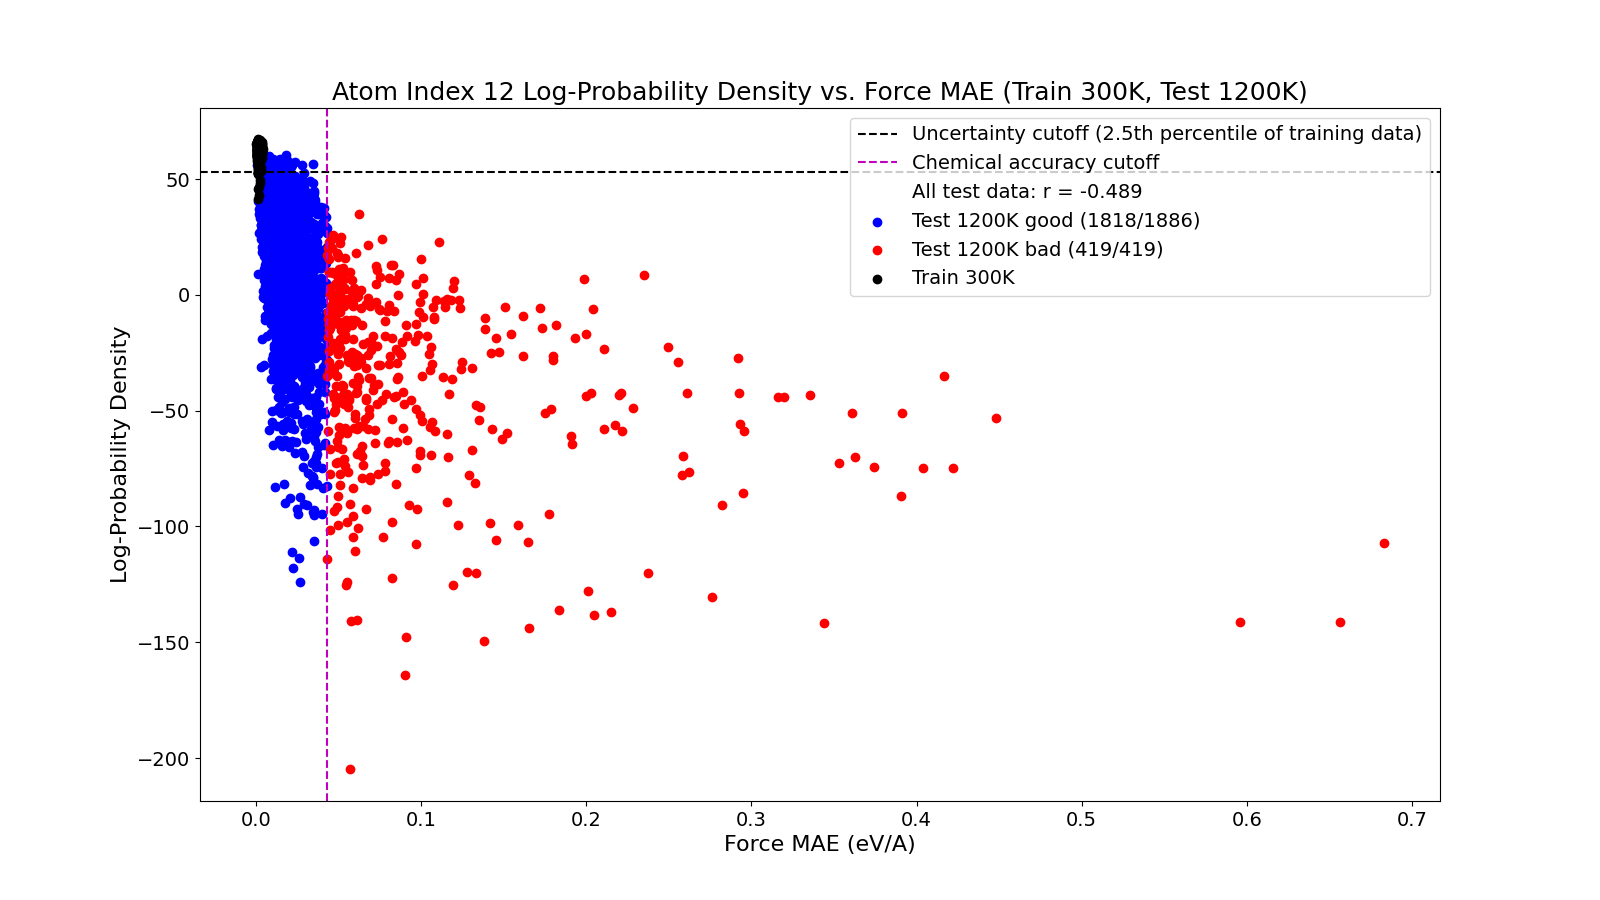 Atom Index 12 Log-Probability Density vs. Force MAE (Train 300K, Test 1200K)
Uncertainty cutoff (2.5th percentile of training data)
Chemical accuracy cutoff
All test data: r = -0.489
Test 1200K good (1818/1886)
Test 1200K bad (419/419)
Train 300K
Log-Probability Density
50
0
−50
−100
−150
−200
0.0 0.1 0.2 0.3 0.4 0.5 0.6 0.7
Force MAE (eV/A)